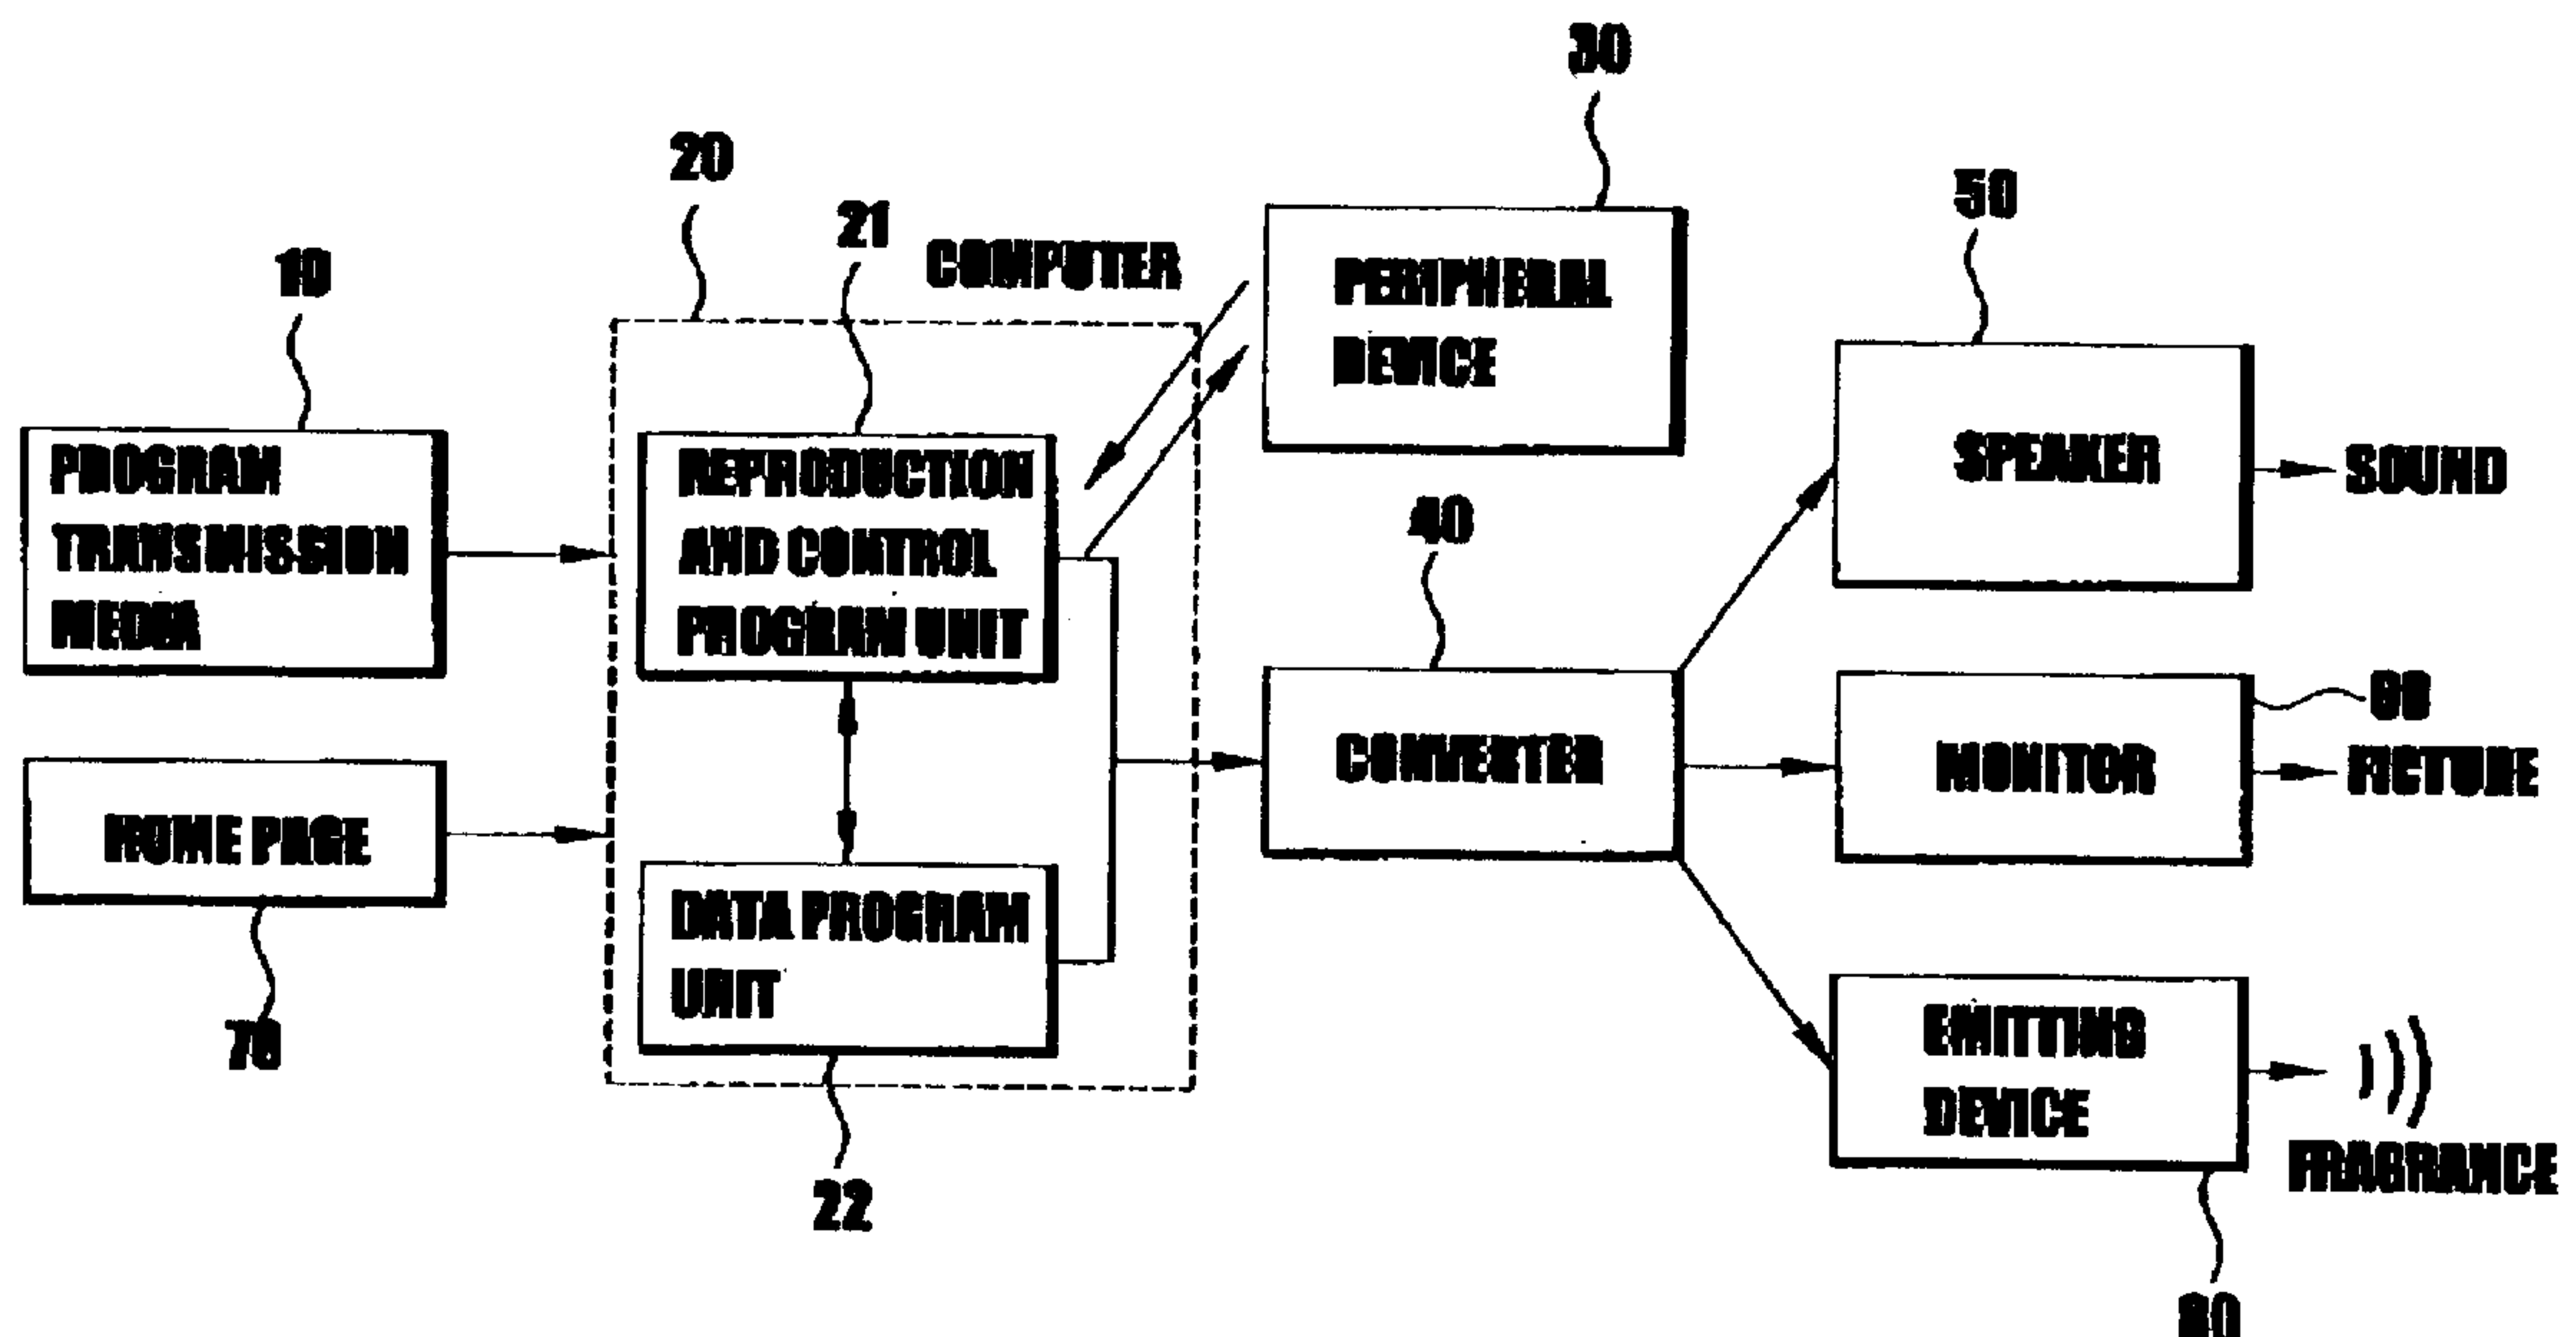 30
20
50
21
COMPUTER
10
PERIPHERAL
DEVICE
PROGRAM
TRANSMISSION
MEDIA
REPRODUCTION
AND CONTROL
PROGRAM UNIT
SPEAKER
SOUND
40
60
CONVERTER
MONITOR
PICTURE
HOME PAGE
DATA PROGRAM
UNIT
70
EMITTING
DEVICE
FRAGRANCE
22